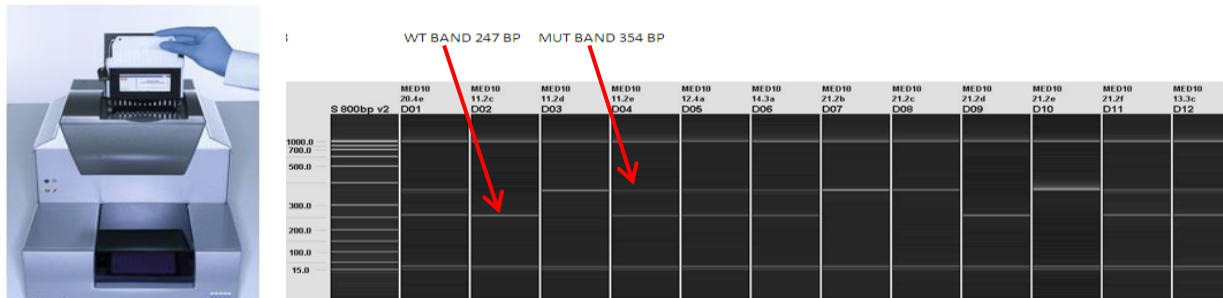 3
WT BAND 247 BP MUT BAND 354 BP
MED10 MED10 MED10 MED10 MED10 MED10 MED10 MED10 MED10 MED10 MED10 MED10
20.4e 11.2c 11.2d 11.2e 12.4a 14.3a 21.2b 21.2c 21.2d 21.2e 21.2f 13.3c
S 800bp v2 D01 D02 D03 D04 D05 D06 D07 D08 D09 D10 D11 D12
1000.0
700.0
500.0
300.0
200.0
100.0
15.0